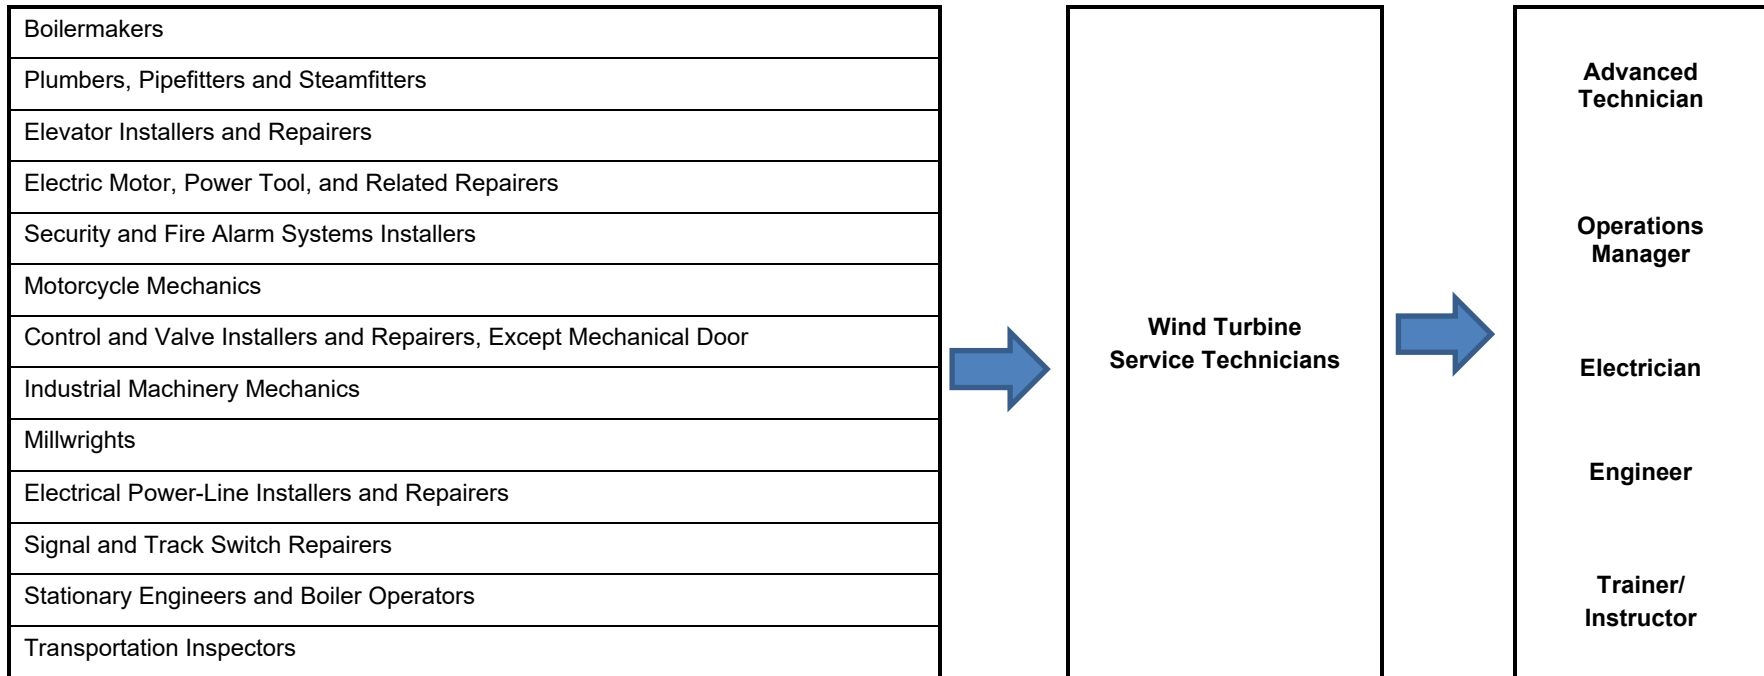 Boilermakers
Plumbers, Pipefitters and Steamfitters
Elevator Installers and Repairers
Electric Motor, Power Tool, and Related Repairers
Security and Fire Alarm Systems Installers
Motorcycle Mechanics
Control and Valve Installers and Repairers, Except Mechanical Door
Industrial Machinery Mechanics
Millwrights
Electrical Power-Line Installers and Repairers
Signal and Track Switch Repairers
Stationary Engineers and Boiler Operators
Transportation Inspectors
Wind Turbine
Service Technicians
Advanced
Technician
Operations
Manager
Electrician
Engineer
Trainer/
Instructor